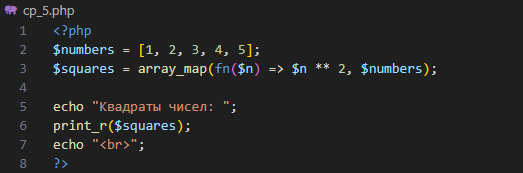 cp_5.php
1 <?php
2 $numbers = [1, 2, 3, 4, 5];
3 $squares = array_map(fn($n) => $n ** 2, $numbers);
4
5 echo "Квадраты чисел: ";
6 print_r($squares);
7 echo "<br>";
8 ?>